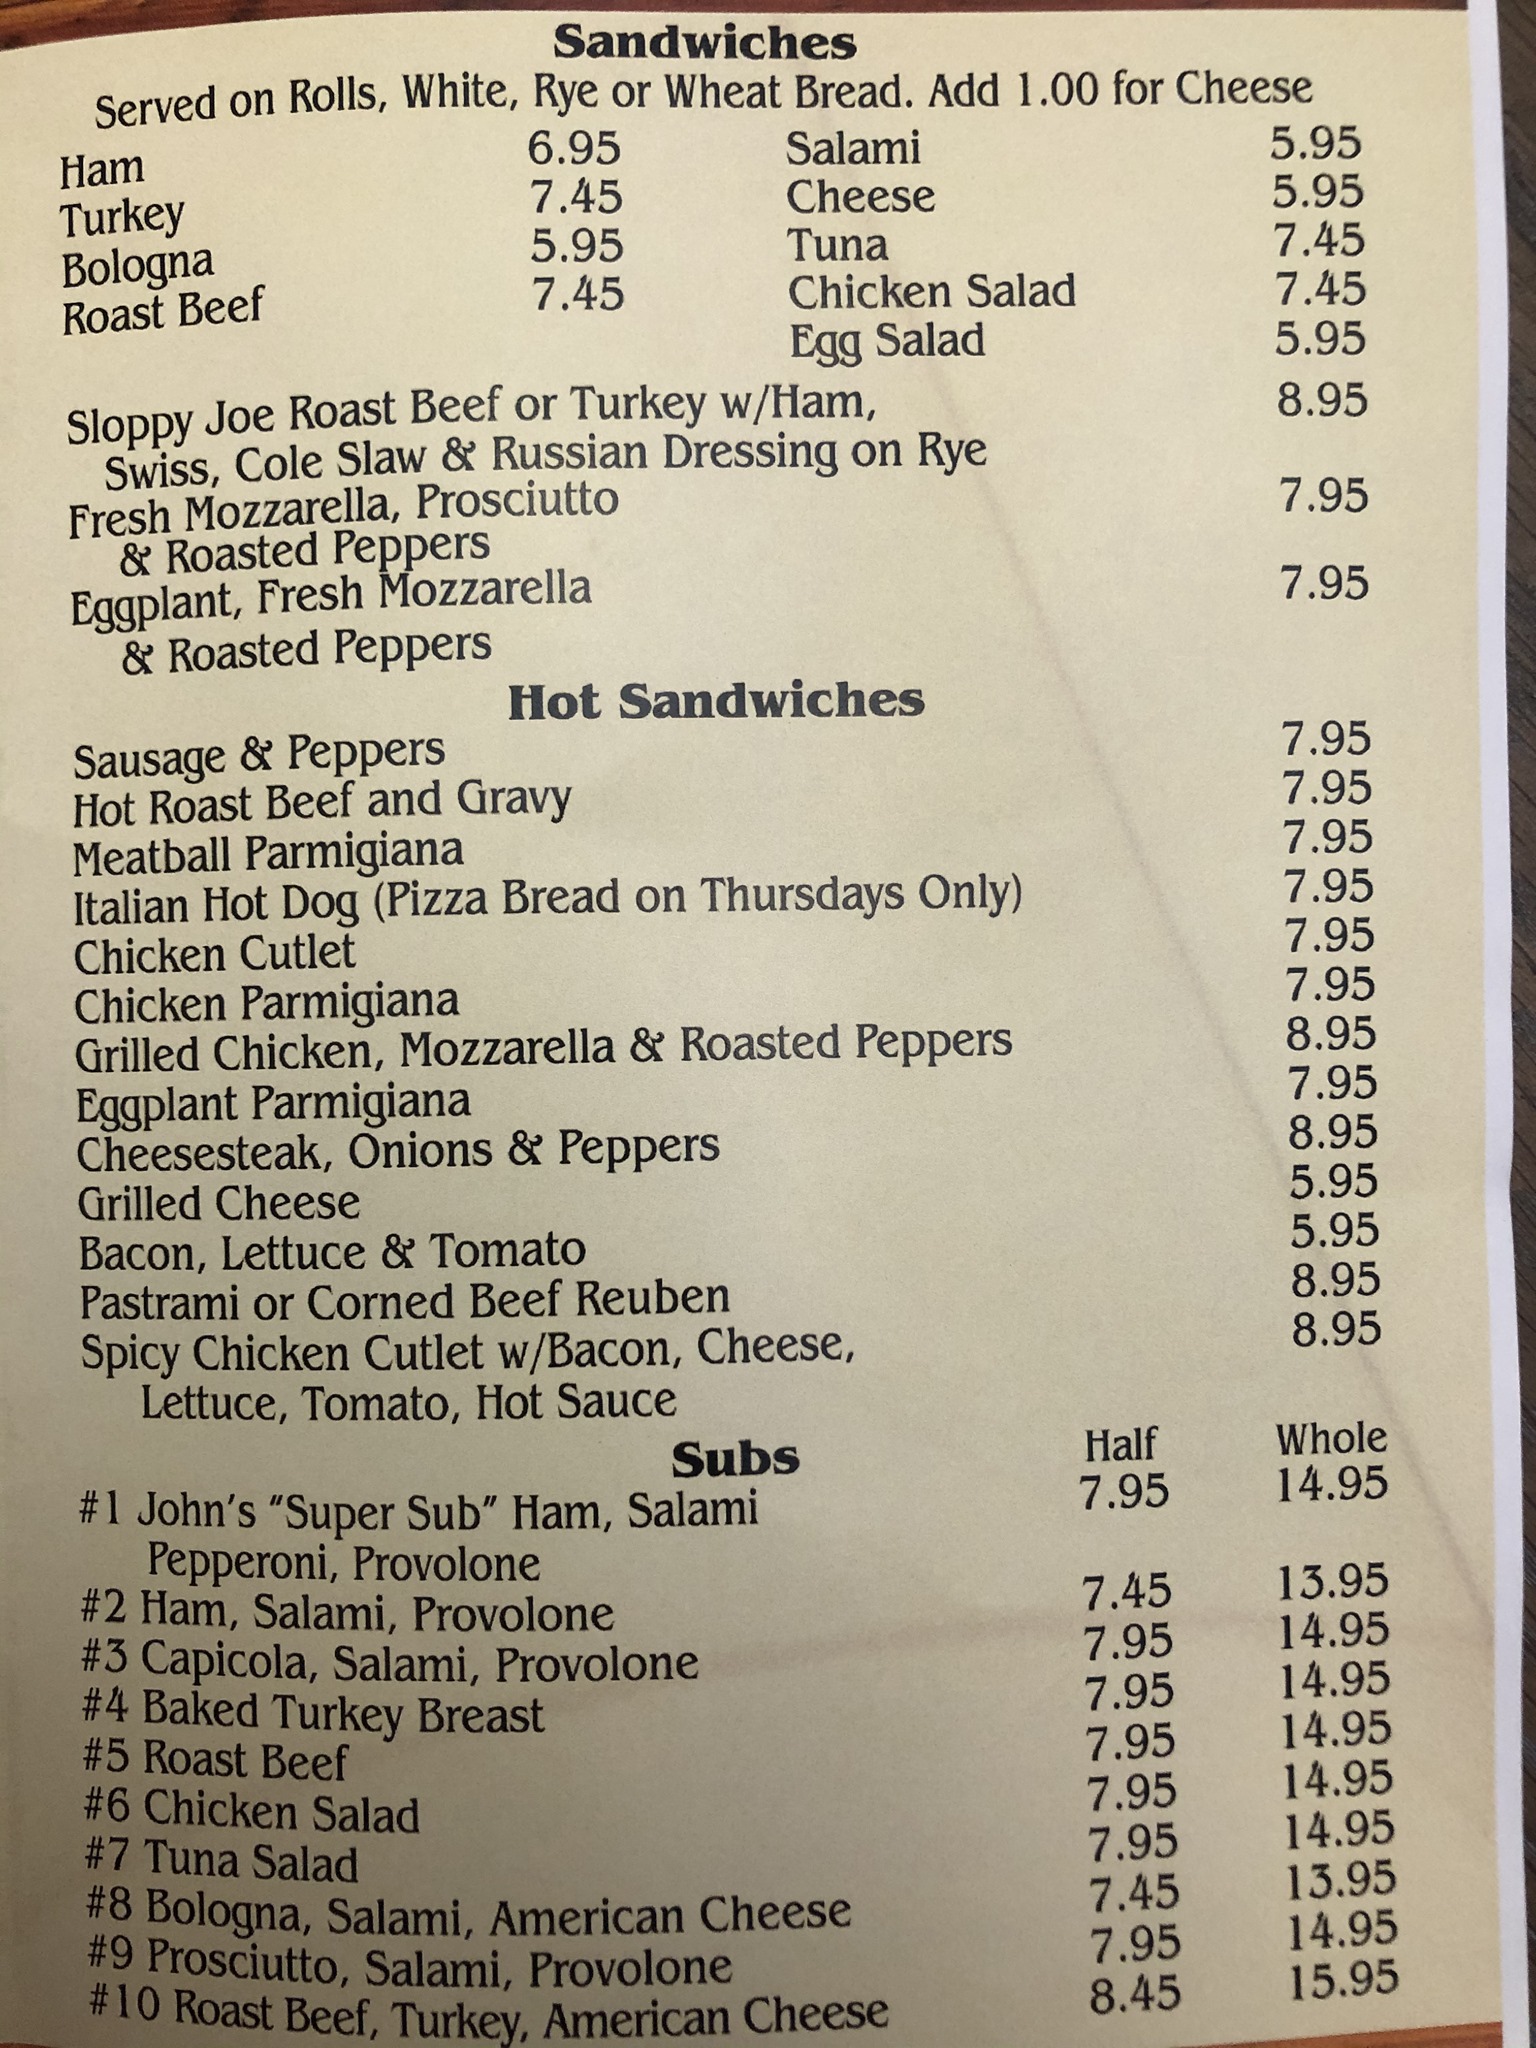 Sandwiches
Served on Rolls, White, Rye or Wheat Bread. Add 1.00 for Cheese
Ham 6.95 Salami 5.95
Turkey 7.45 Cheese 5.95
Bologna 5.95 Tuna 7.45
Roast Beef 7.45 Chicken Salad 7.45
Egg Salad 5.95
Sloppy Joe Roast Beef or Turkey w/Ham, 8.95
Swiss, Cole Slaw & Russian Dressing on Rye
Fresh Mozzarella, Prosciutto 7.95
& Roasted Peppers
Eggplant, Fresh Mozzarella 7.95
& Roasted Peppers
Hot Sandwiches
Sausage & Peppers 7.95
Hot Roast Beef and Gravy 7.95
Meatball Parmigiana 7.95
Italian Hot Dog (Pizza Bread on Thursdays Only) 7.95
Chicken Cutlet 7.95
Chicken Parmigiana 7.95
Grilled Chicken, Mozzarella & Roasted Peppers 8.95
Eggplant Parmigiana 7.95
Cheesesteak, Onions & Peppers 8.95
Grilled Cheese 5.95
Bacon, Lettuce & Tomato 5.95
Pastrami or Corned Beef Reuben 8.95
Spicy Chicken Cutlet w/Bacon, Cheese, 8.95
Lettuce, Tomato, Hot Sauce
Subs Half Whole
#1 John's "Super Sub" Ham, Salami 7.95 14.95
Pepperoni, Provolone
#2 Ham, Salami, Provolone 7.45 13.95
#3 Capicola, Salami, Provolone 7.95 14.95
#4 Baked Turkey Breast 7.95 14.95
#5 Roast Beef 7.95 14.95
#6 Chicken Salad 7.95 14.95
#7 Tuna Salad 7.95 14.95
#8 Bologna, Salami, American Cheese 7.45 13.95
#9 Prosciutto, Salami, Provolone 7.95 14.95
#10 Roast Beef, Turkey, American Cheese 8.45 15.95